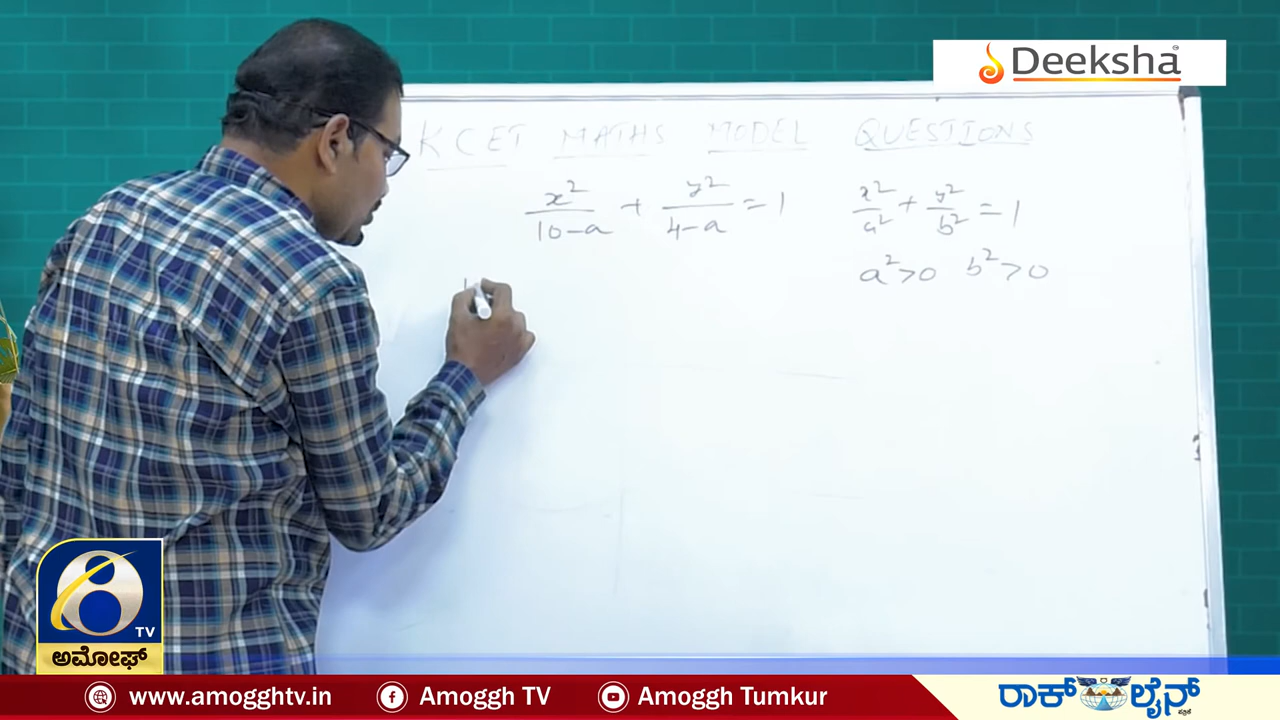 Deeksha
KCET MATHS MODEL QUESTIONS
x²/10-a + y²/4-a = 1
x²/a² + y²/b² = 1
a²>0 b²>0
TV
ಅಮೋಘ್
www.amogghtv.in
Amoggh TV
Amoggh Tumkur
ರಾಕ್ ಲೈನ್